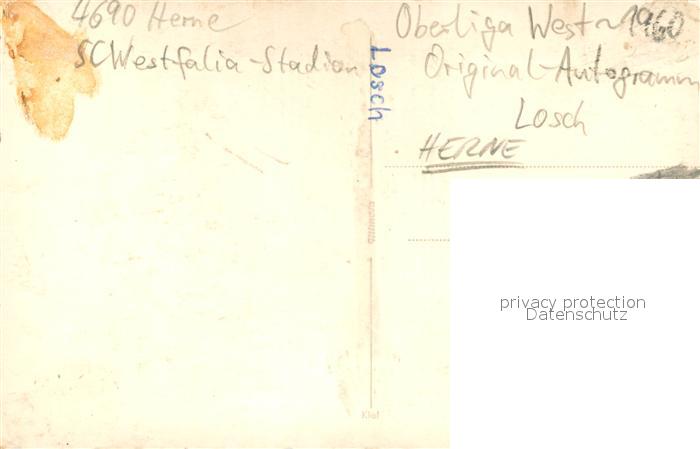 4690 Herne
SC Westfalia-Stadion
Losch
Oberliga West ~ 1960
Original-Autogramm
Losch
HERNE
privacy protection
Datenschutz